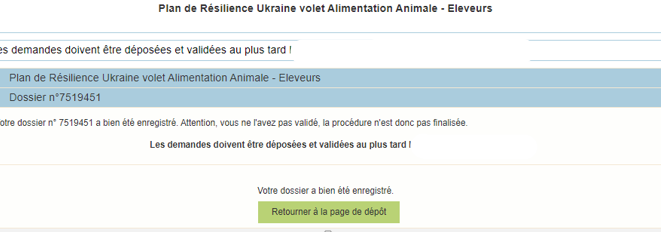 Plan de Résilience Ukraine volet Alimentation Animale - Eleveurs
es demandes doivent être déposées et validées au plus tard !
Plan de Résilience Ukraine volet Alimentation Animale - Eleveurs
Dossier n°7519451
otre dossier n° 7519451 a bien été enregistré. Attention, vous ne l'avez pas validé, la procédure n'est donc pas finalisée.
Les demandes doivent être déposées et validées au plus tard !
Votre dossier a bien été enregistré.
Retourner à la page de dépôt